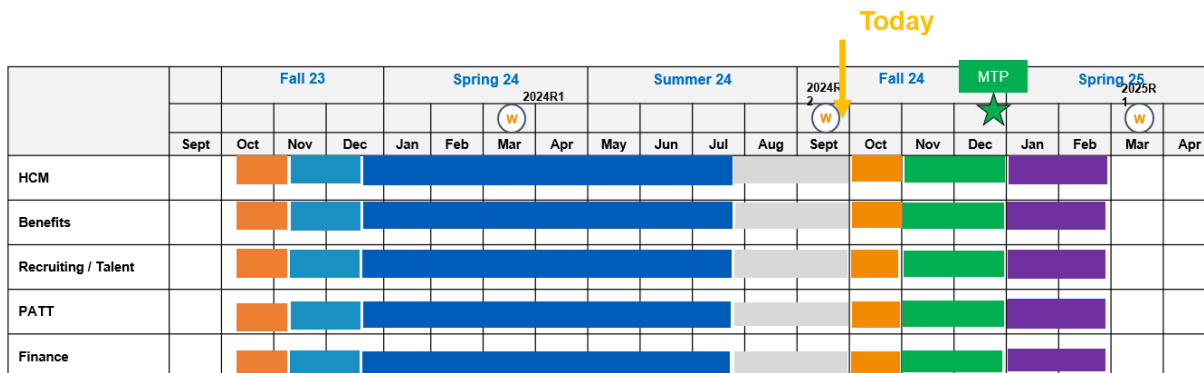 Today
Fall 23 Spring 24 Summer 24 Fall 24 Spring 25
MTP
2024R1
2024R
2
2025R
1
W W W
Sept Oct Nov Dec Jan Feb Mar Apr May Jun Jul Aug Sept Oct Nov Dec Jan Feb Mar Apr
HCM
Benefits
Recruiting / Talent
PATT
Finance